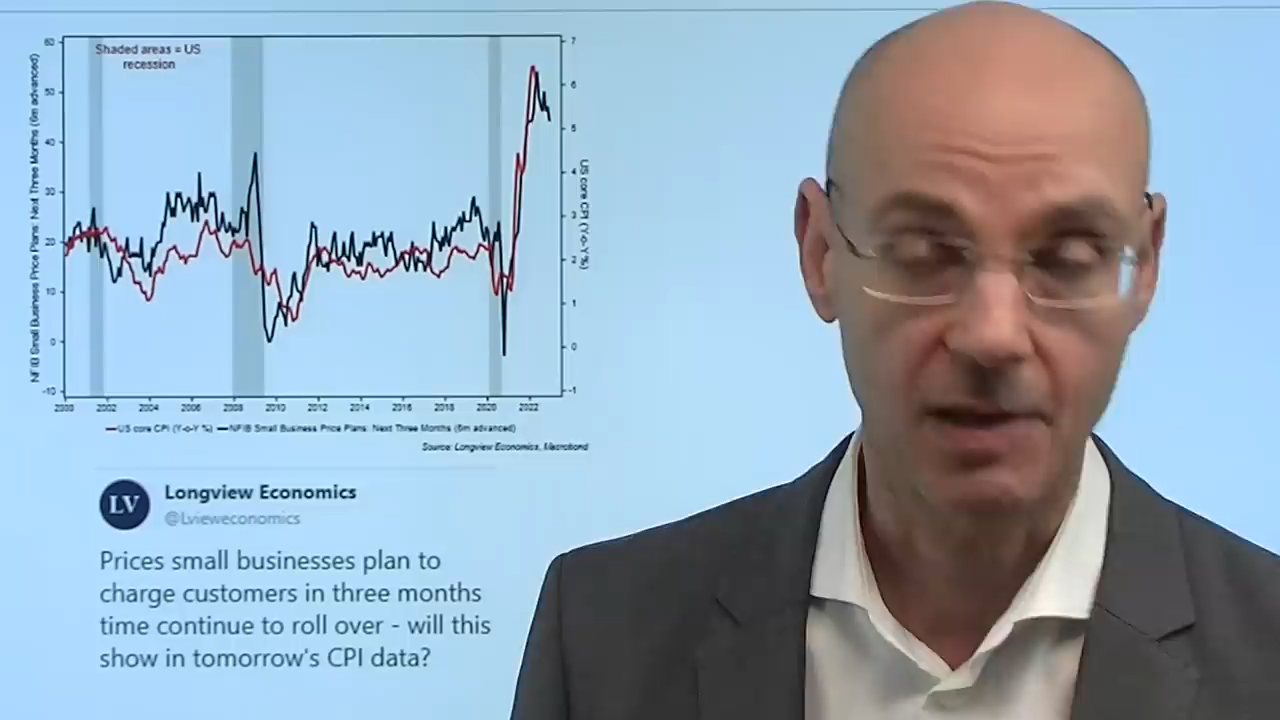 Shaded areas = US
recession
60
50
40
30
20
10
0
-10
7
6
5
4
3
2
1
0
-1
NFIB Small Business Price Plans: Next Three Months (6m advanced)
US core CPI (Y-o-Y %)
2000 2002 2004 2006 2008 2010 2012 2014 2016 2018 2020 2022
US core CPI (Y-o-Y %) NFIB Small Business Price Plans: Next Three Months (6m advanced)
Source: Longview Economics, Macrobond
LV
Longview Economics
@Lvieweconomics
Prices small businesses plan to
charge customers in three months
time continue to roll over - will this
show in tomorrow's CPI data?